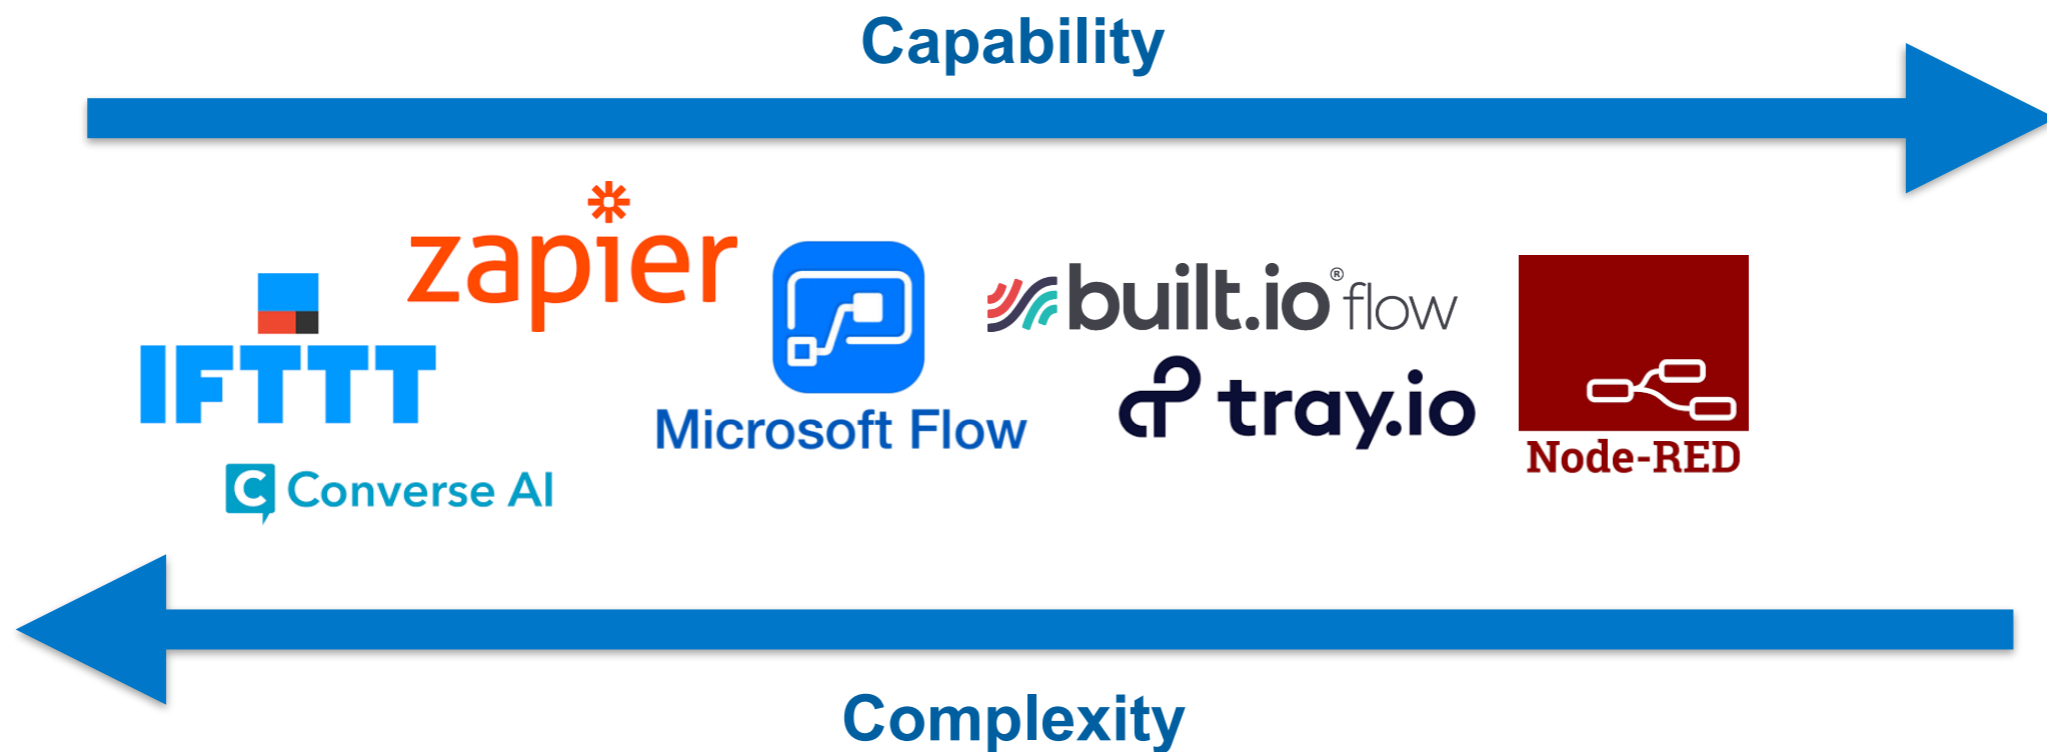 Capability
zapier
IFTTT
Converse AI
Microsoft Flow
built.io® flow
tray.io
Node-RED
Complexity